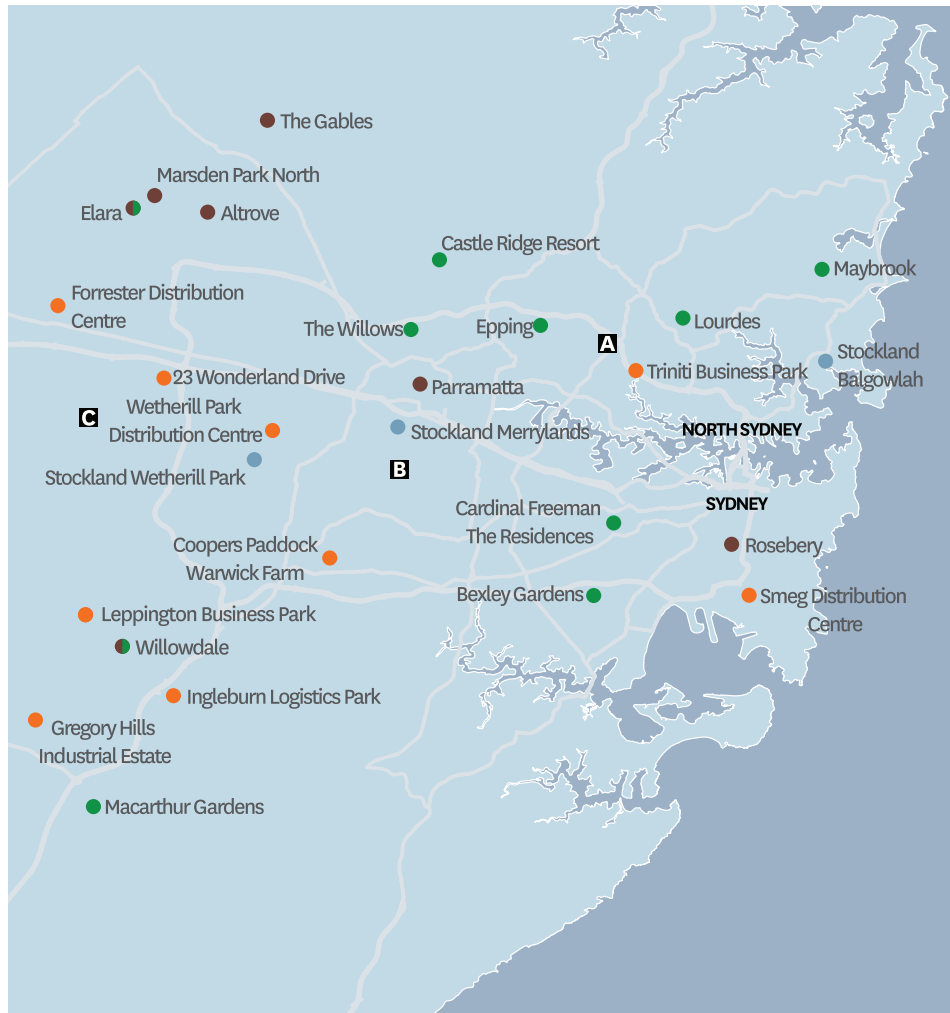 The Gables
Marsden Park North
Elara
Altrove
Castle Ridge Resort
Maybrook
Forrester Distribution
Centre
The Willows
Epping
Lourdes
A
Stockland
Balgowlah
Triniti Business Park
23 Wonderland Drive
Parramatta
Wetherill Park
Distribution Centre
C
Stockland Merrylands
NORTH SYDNEY
Stockland Wetherill Park
B
SYDNEY
Cardinal Freeman
The Residences
Coopers Paddock
Warwick Farm
Rosebery
Bexley Gardens
Smeg Distribution
Centre
Leppington Business Park
Willowdale
Ingleburn Logistics Park
Gregory Hills
Industrial Estate
Macarthur Gardens